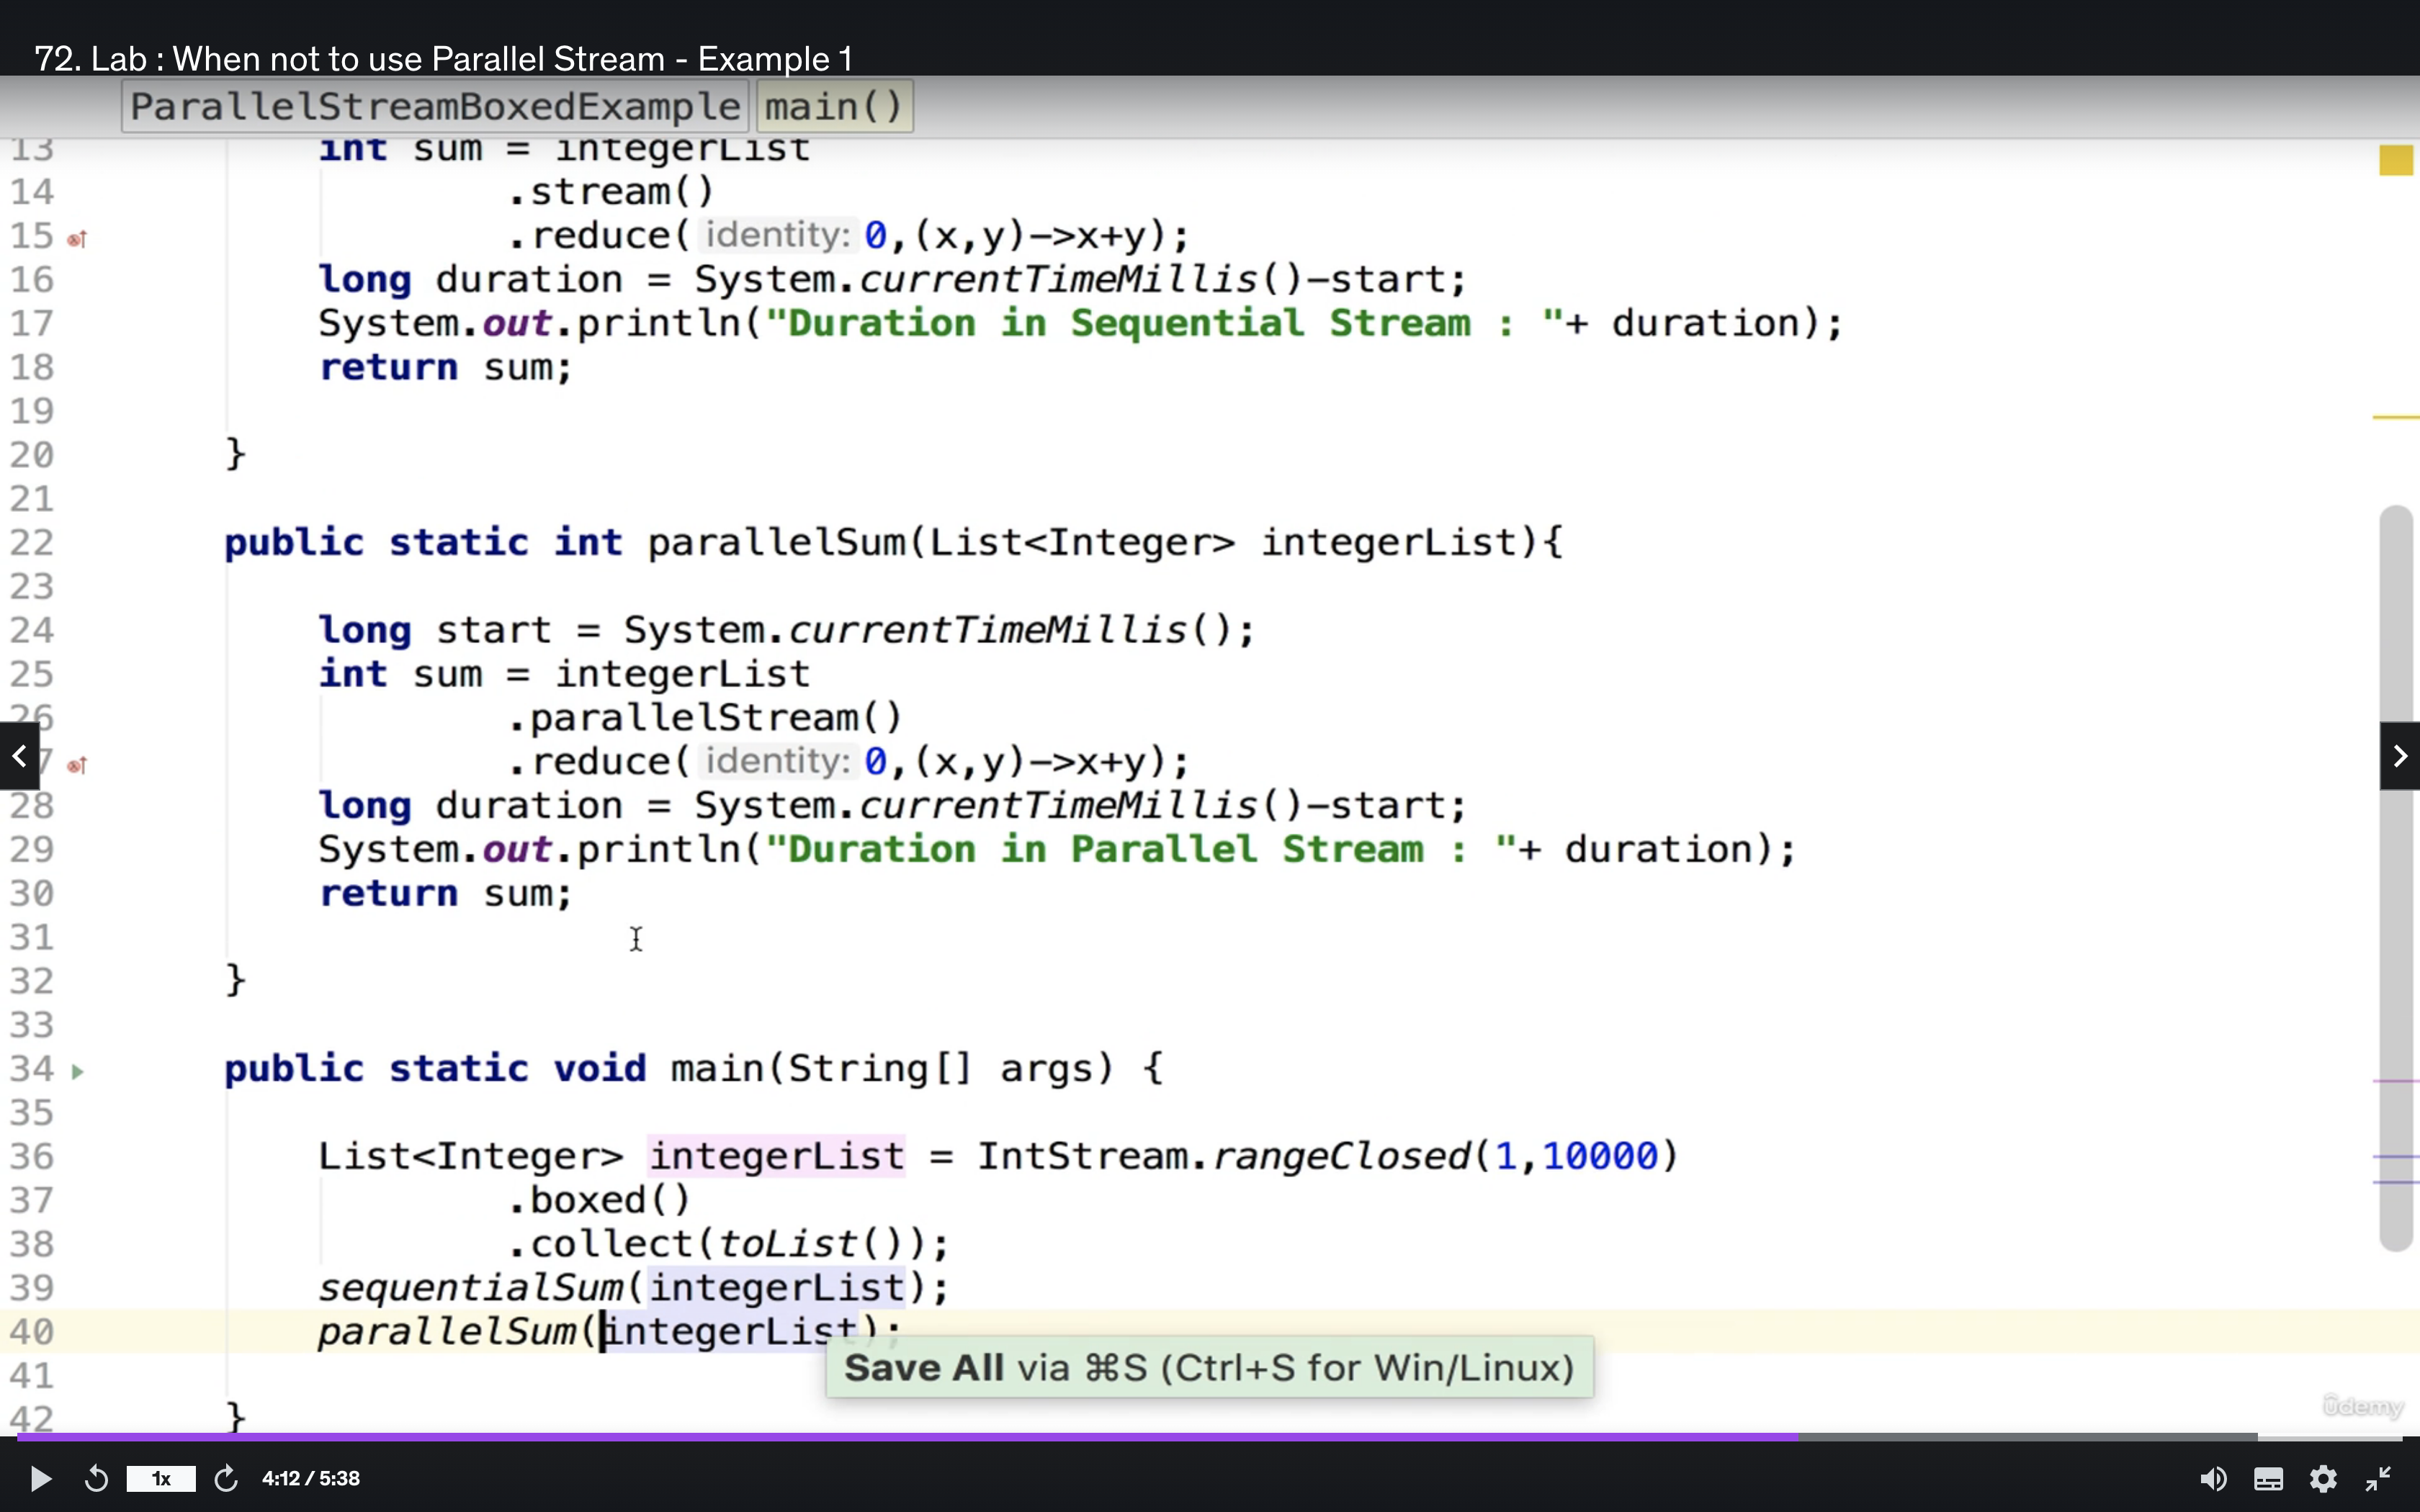 72. Lab : When not to use Parallel Stream - Example 1
ParallelStreamBoxedExample main()
13 int sum = integerList
14 .stream()
15 .reduce( identity: 0,(x,y)->x+y);
16 long duration = System.currentTimeMillis()-start;
17 System.out.println("Duration in Sequential Stream : "+ duration);
18 return sum;
19
20 }
21
22 public static int parallelSum(List<Integer> integerList){
23
24 long start = System.currentTimeMillis();
25 int sum = integerList
26 .parallelStream()
7 .reduce( identity: 0,(x,y)->x+y);
28 long duration = System.currentTimeMillis()-start;
29 System.out.println("Duration in Parallel Stream : "+ duration);
30 return sum;
31
32 }
33
34 public static void main(String[] args) {
35
36 List<Integer> integerList = IntStream.rangeClosed(1,10000)
37 .boxed()
38 .collect(toList());
39 sequentialSum(integerList);
40 parallelSum(integerList);
41 Save All via ⌘S (Ctrl+S for Win/Linux)
42 }
ûdemy
1x 4:12 / 5:38